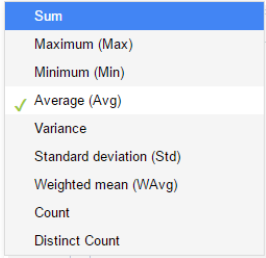 Sum
Maximum (Max)
Minimum (Min)
Average (Avg)
Variance
Standard deviation (Std)
Weighted mean (WAvg)
Count
Distinct Count